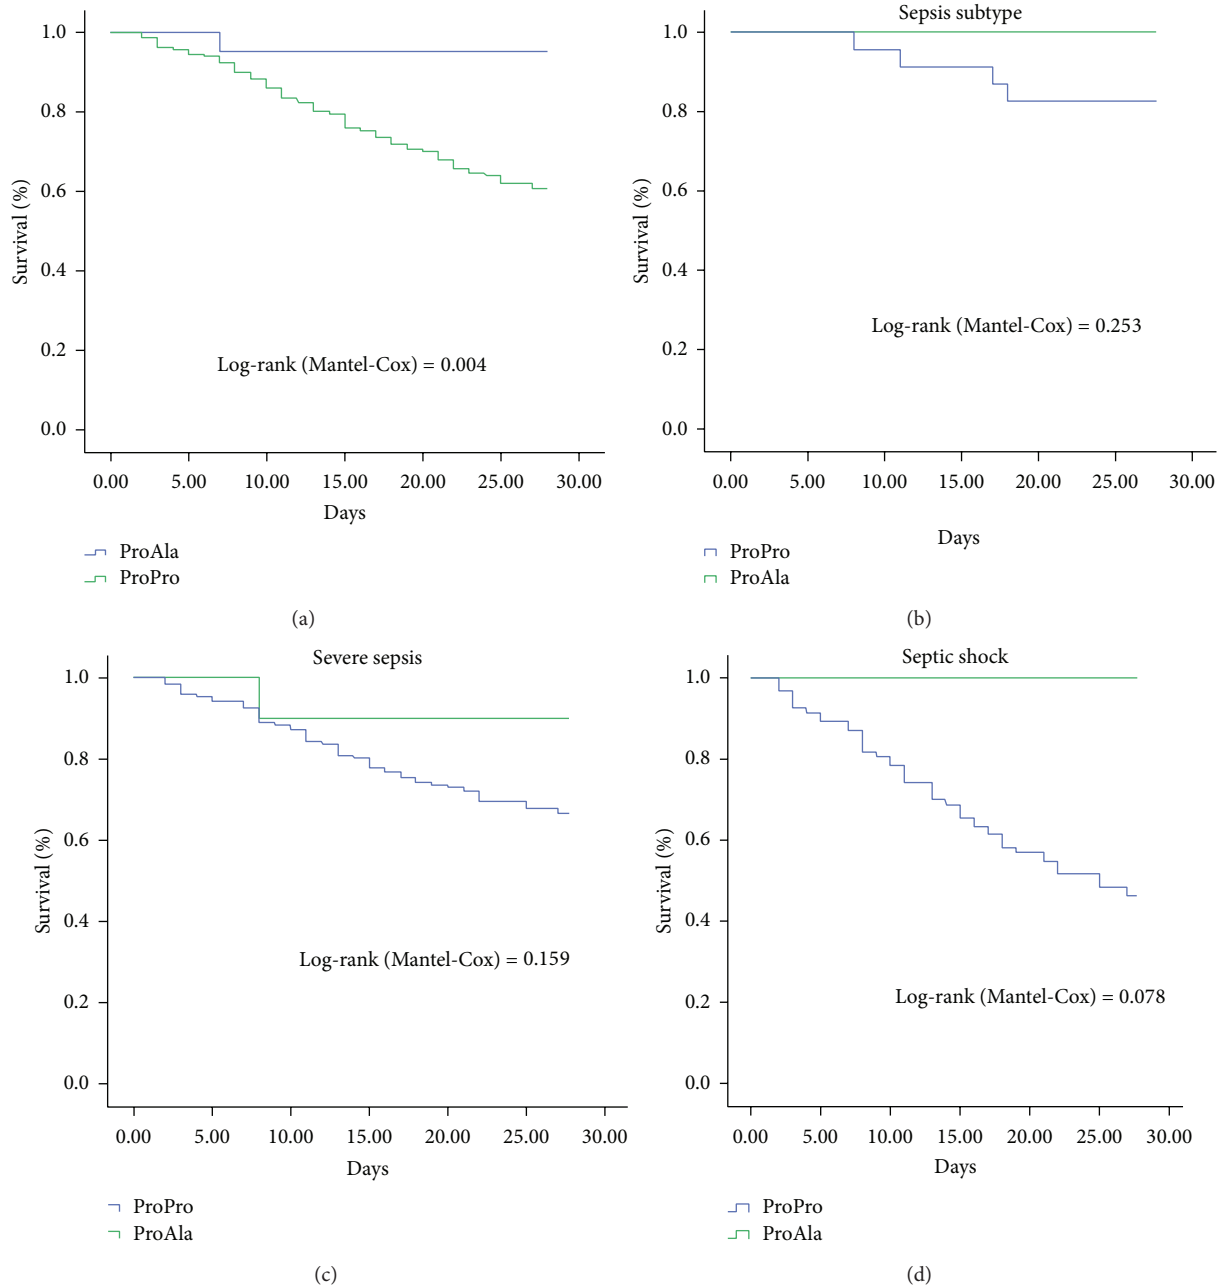 1.0
0.8
0.6
0.4
0.2
0.0
Survival (%)
Log-rank (Mantel-Cox) = 0.004
0.00 5.00 10.00 15.00 20.00 25.00 30.00
Days
ProAla
ProPro
(a)
Sepsis subtype
1.0
0.8
0.6
0.4
0.2
0.0
Survival (%)
Log-rank (Mantel-Cox) = 0.253
0.00 5.00 10.00 15.00 20.00 25.00 30.00
Days
ProPro
ProAla
(b)
Severe sepsis
1.0
0.8
0.6
0.4
0.2
0.0
Survival (%)
Log-rank (Mantel-Cox) = 0.159
0.00 5.00 10.00 15.00 20.00 25.00 30.00
Days
ProPro
ProAla
(c)
Septic shock
1.0
0.8
0.6
0.4
0.2
0.0
Survival (%)
Log-rank (Mantel-Cox) = 0.078
0.00 5.00 10.00 15.00 20.00 25.00 30.00
Days
ProPro
ProAla
(d)